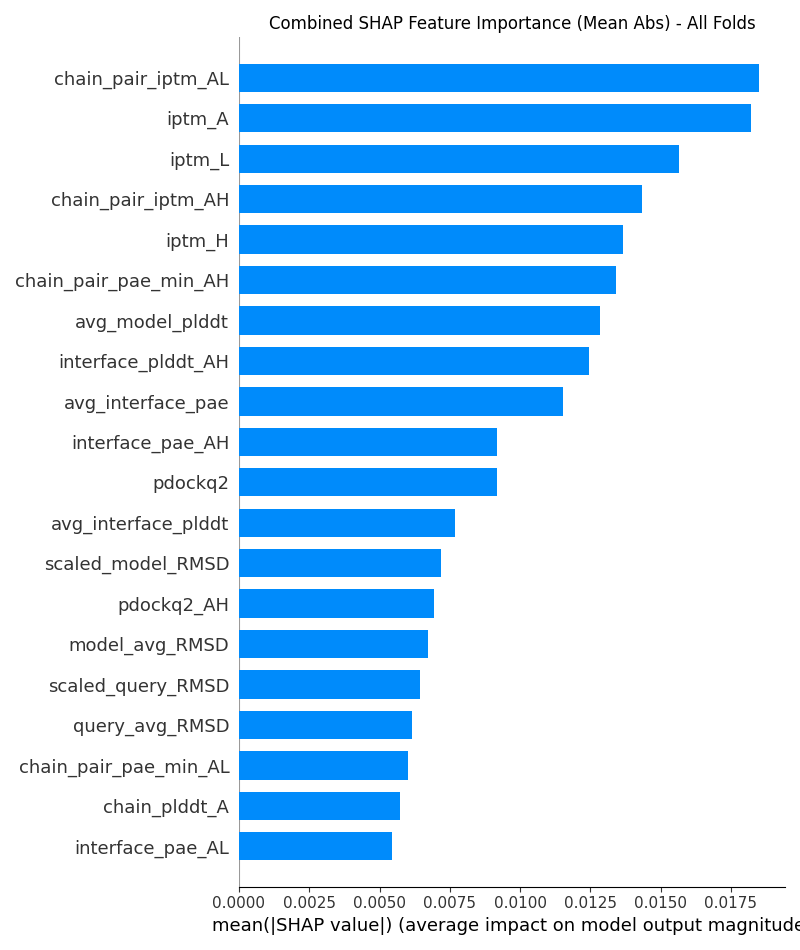 Combined SHAP Feature Importance (Mean Abs) - All Folds
chain_pair_iptm_AL
iptm_A
iptm_L
chain_pair_iptm_AH
iptm_H
chain_pair_pae_min_AH
avg_model_plddt
interface_plddt_AH
avg_interface_pae
interface_pae_AH
pdockq2
avg_interface_plddt
scaled_model_RMSD
pdockq2_AH
model_avg_RMSD
scaled_query_RMSD
query_avg_RMSD
chain_pair_pae_min_AL
chain_plddt_A
interface_pae_AL
0.0000 0.0025 0.0050 0.0075 0.0100 0.0125 0.0150 0.0175
mean(|SHAP value|) (average impact on model output magnitude